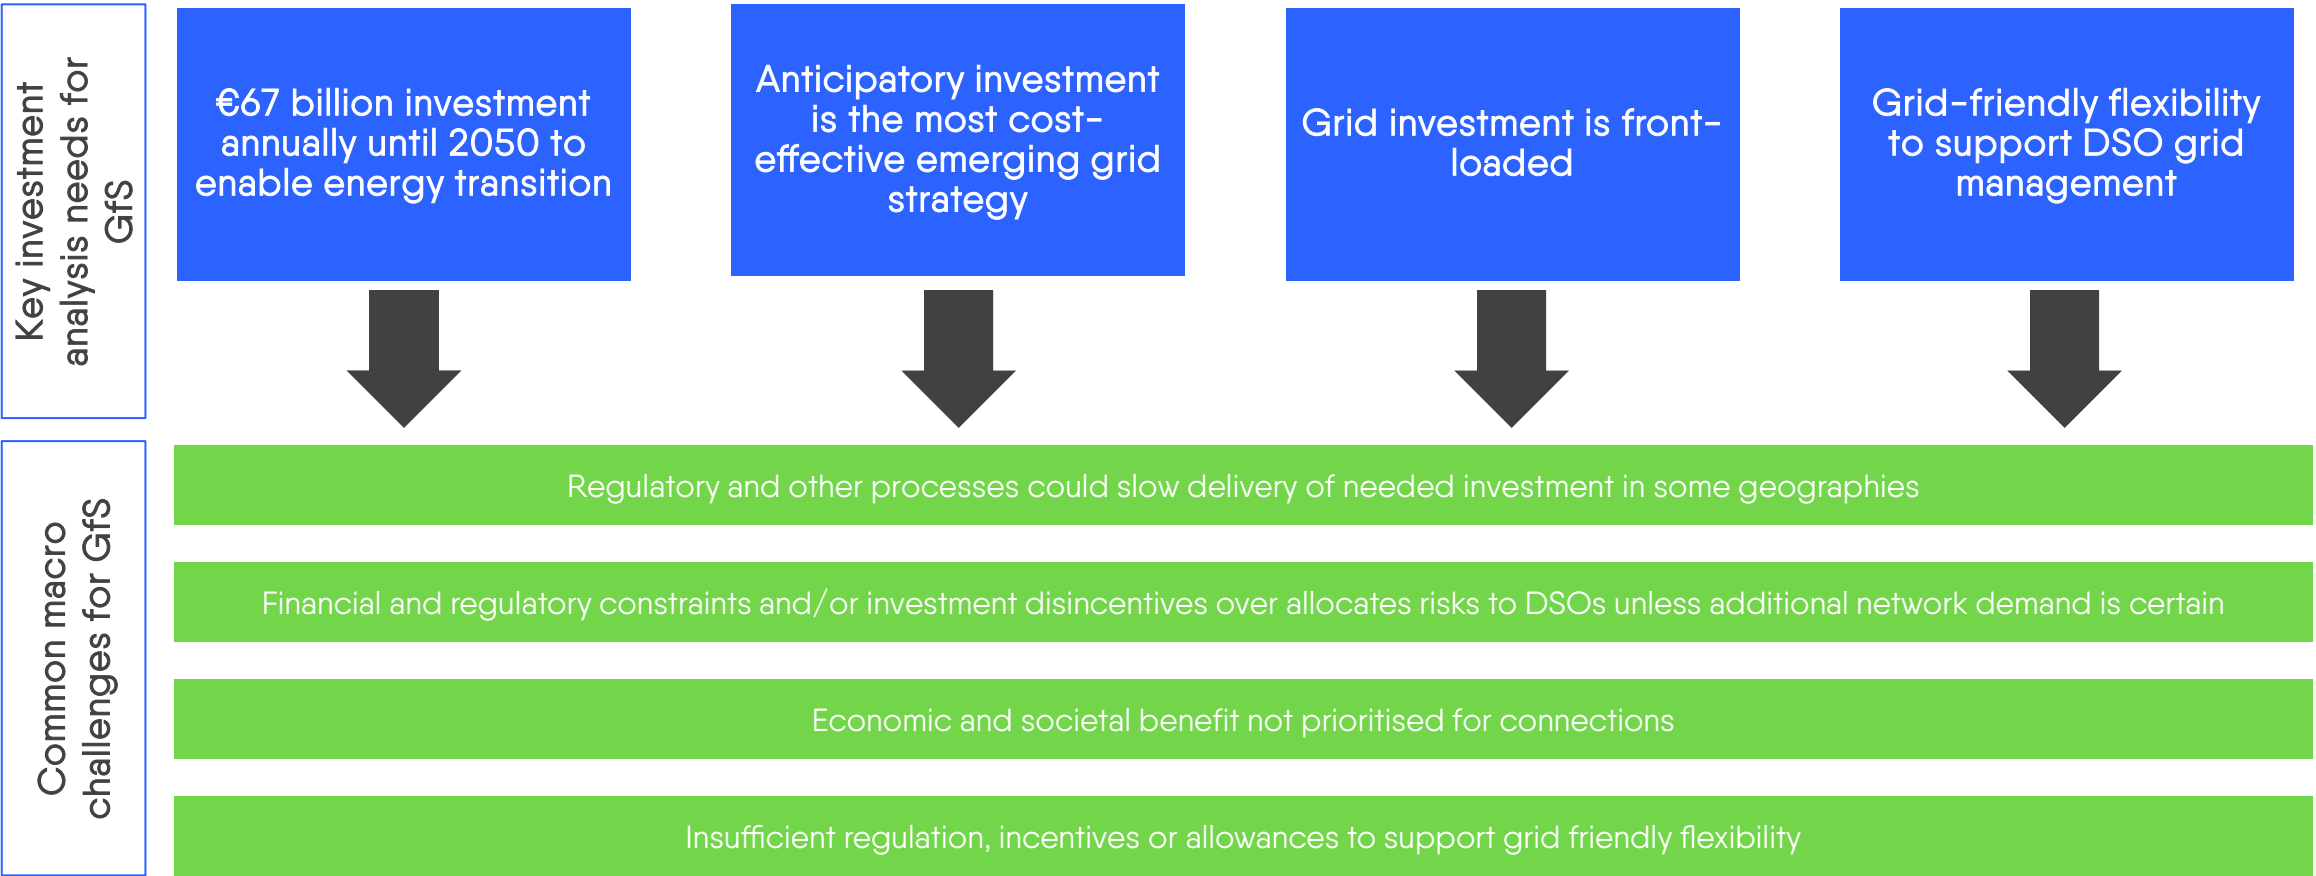 Key investment
analysis needs for
GfS
€67 billion investment
annually until 2050 to
enable energy transition
Anticipatory investment
is the most cost-
effective emerging grid
strategy
Grid investment is front-
loaded
Grid-friendly flexibility
to support DSO grid
management
Common macro
challenges for GfS
Regulatory and other processes could slow delivery of needed investment in some geographies
Financial and regulatory constraints and/or investment disincentives over allocates risks to DSOs unless additional network demand is certain
Economic and societal benefit not prioritised for connections
Insufficient regulation, incentives or allowances to support grid friendly flexibility